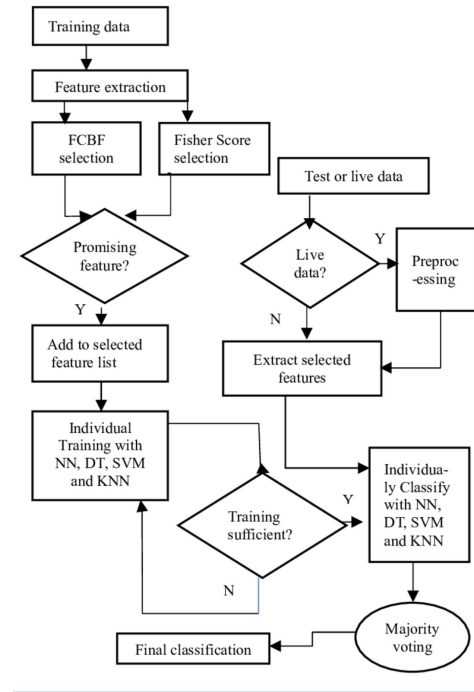 Training data
Feature extraction
FCBF
selection
Fisher Score
selection
Test or live data
Promising
feature?
Live
data?
Y
Preproc
-essing
Y
N
Add to selected
feature list
Extract selected
features
Individual
Training with
NN, DT, SVM
and KNN
Individua-
ly Classify
with NN,
DT, SVM
and KNN
Training
sufficient?
Y
N
Majority
voting
Final classification